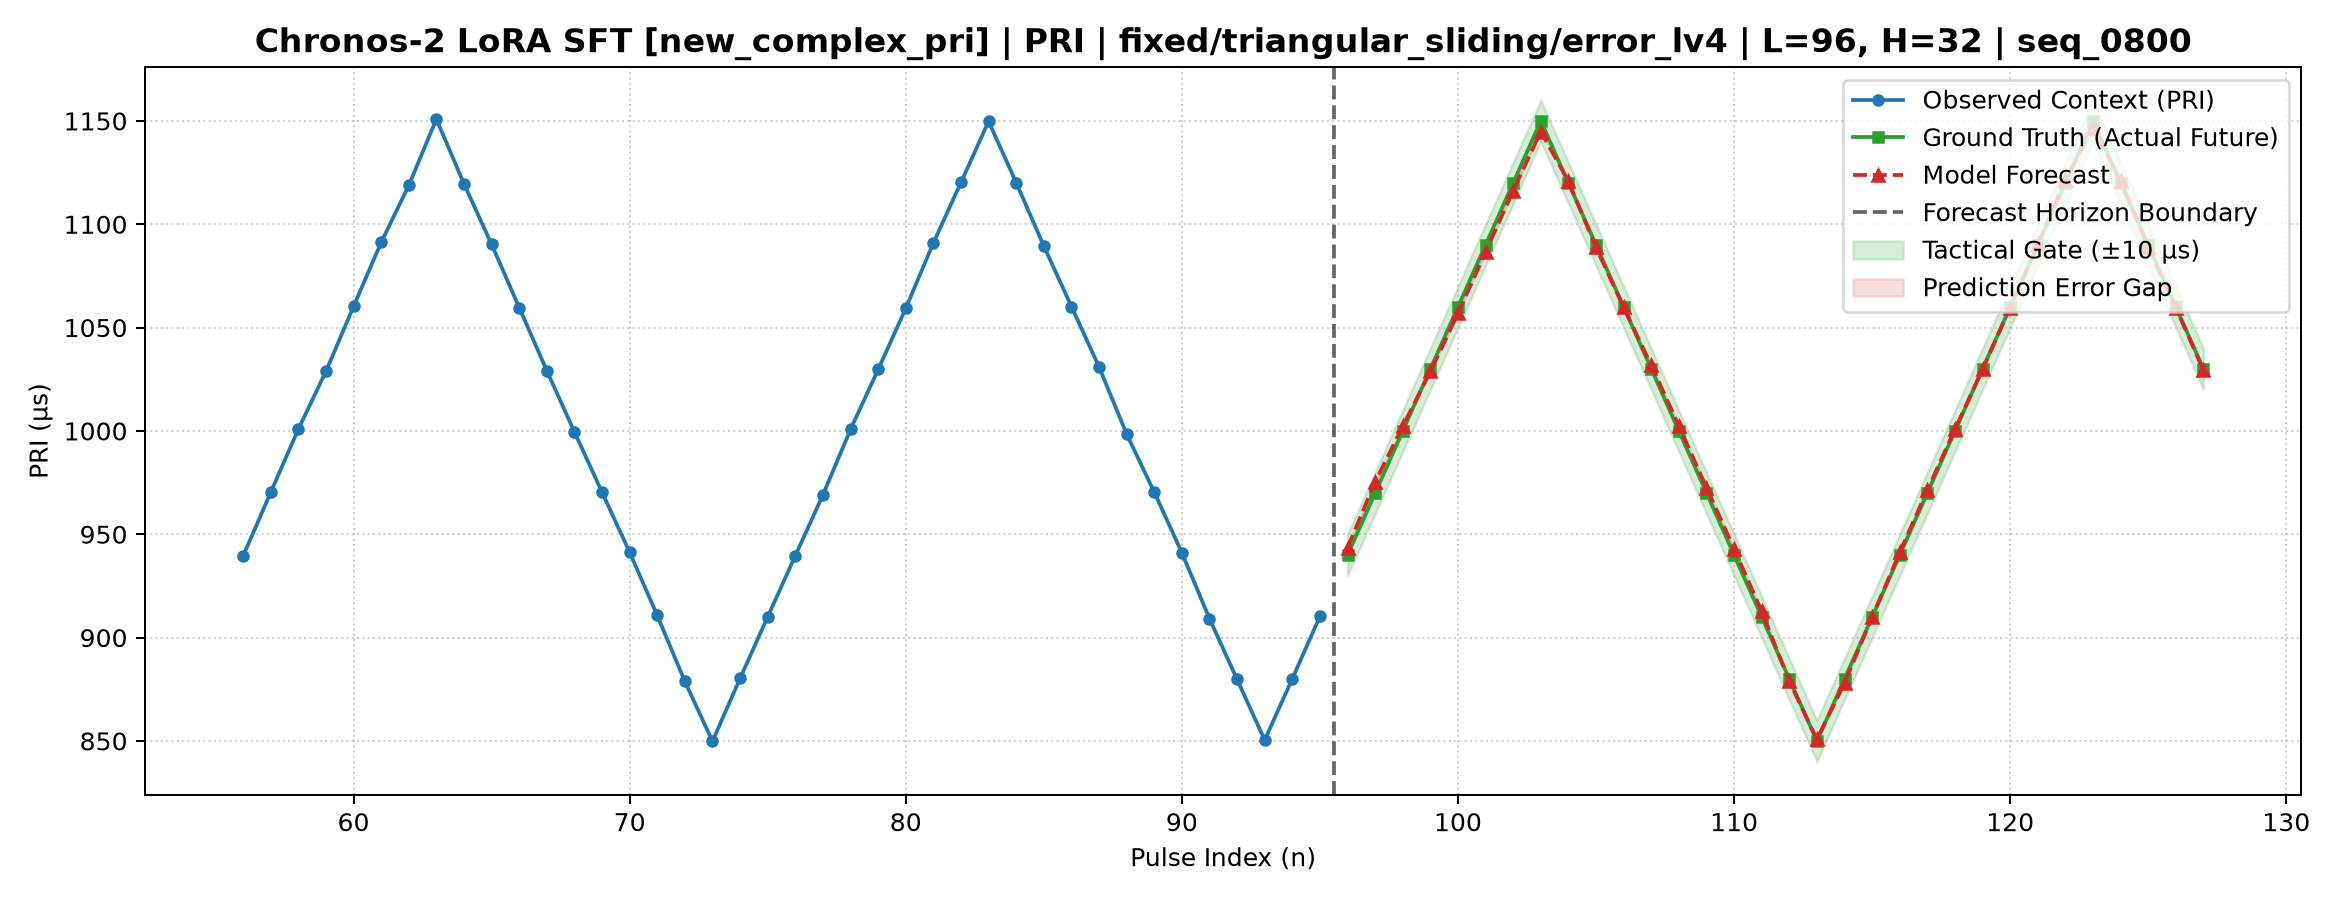 Chronos-2 LoRA SFT [new_complex_pri] | PRI | fixed/triangular_sliding/error_lv4 | L=96, H=32 | seq_0800
Observed Context (PRI)
Ground Truth (Actual Future)
Model Forecast
Forecast Horizon Boundary
Tactical Gate (±10 μs)
Prediction Error Gap
PRI (μs)
1150
1100
1050
1000
950
900
850
60 70 80 90 100 110 120 130
Pulse Index (n)